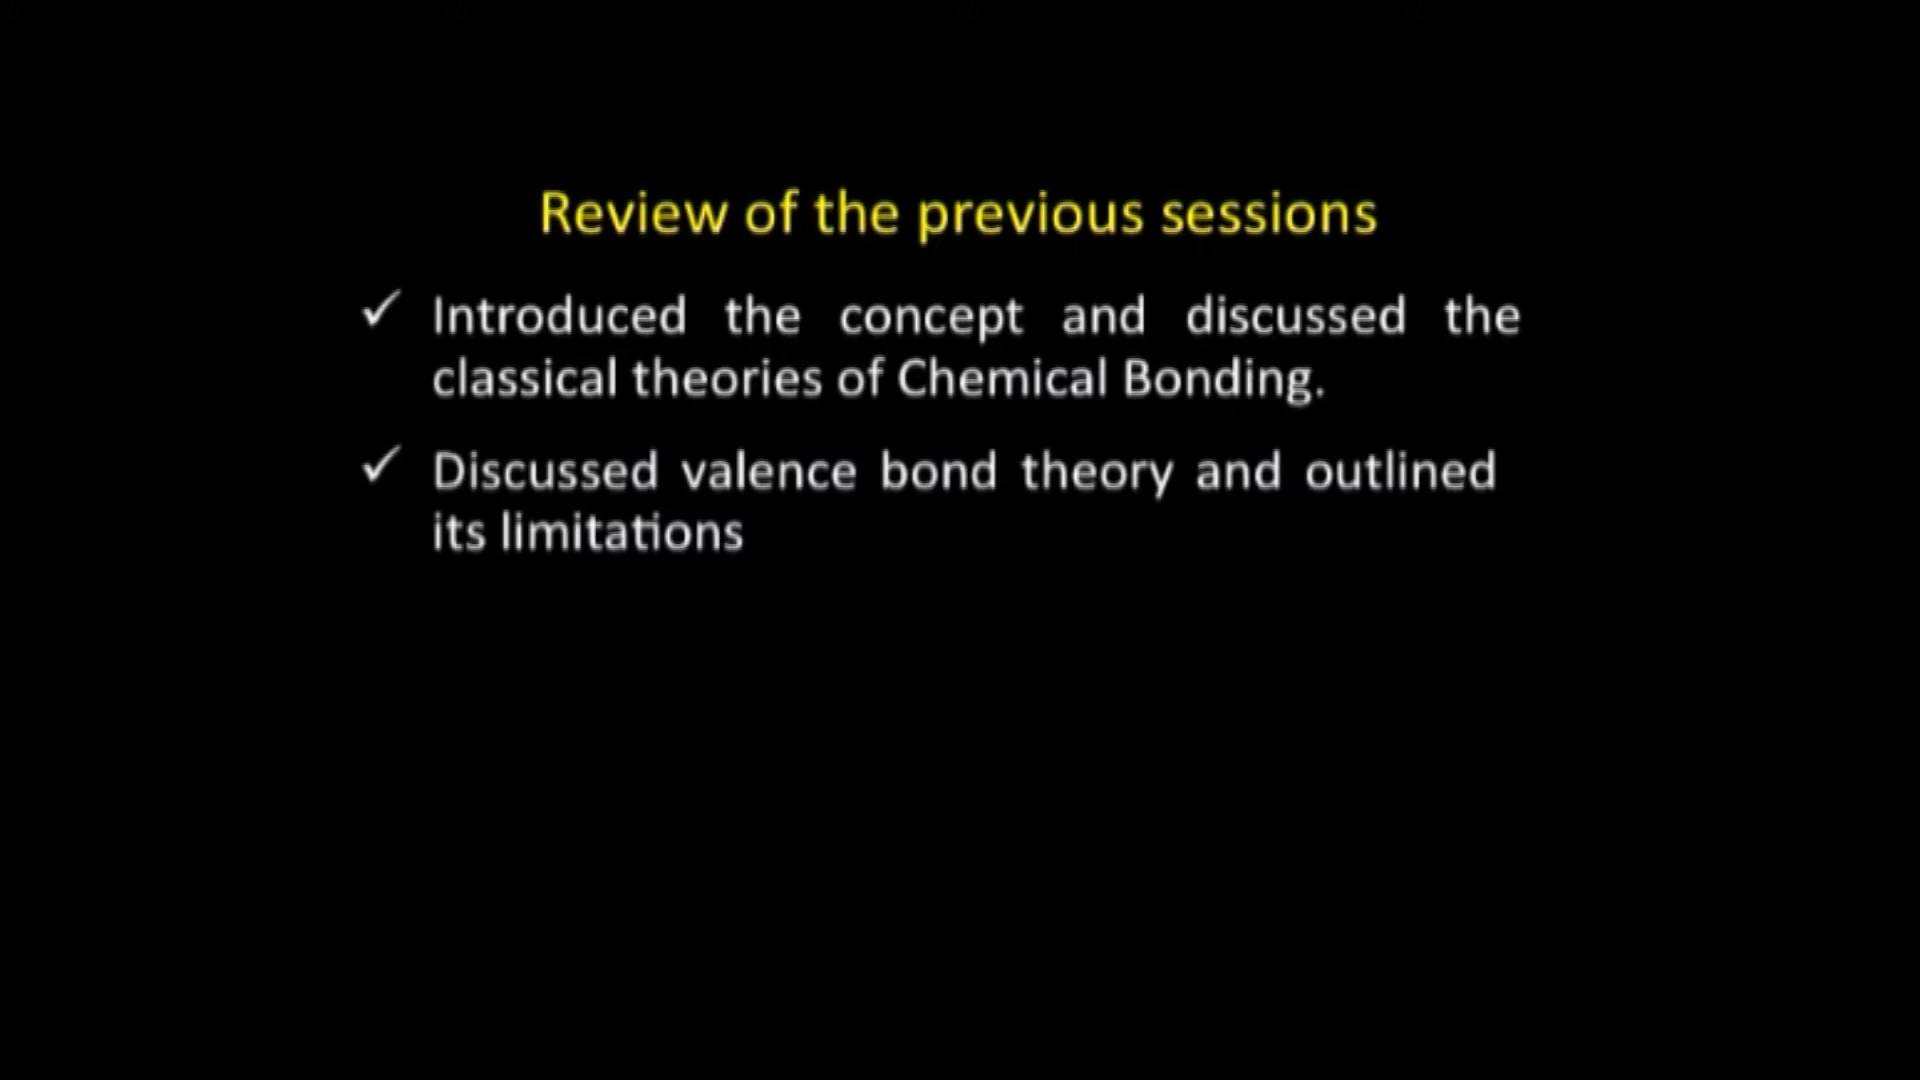 Review of the previous sessions
✓ Introduced the concept and discussed the
classical theories of Chemical Bonding.
✓ Discussed valence bond theory and outlined
its limitations